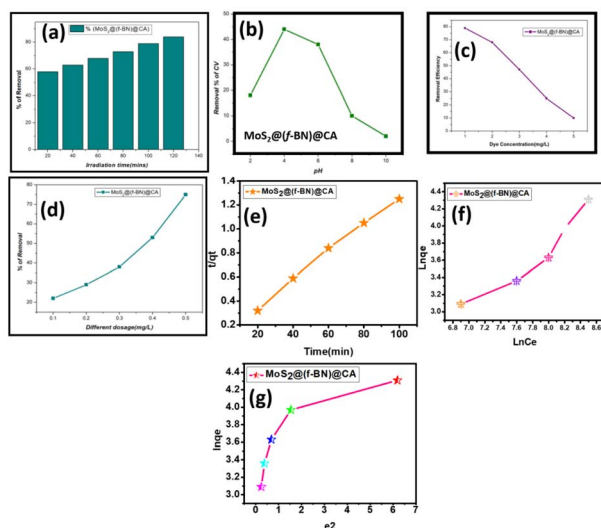 (a)
% (MoS2@(f-BN)@CA)
% of Removal
80
60
40
20
0
20 40 60 80 100 120 140
Irradiation time(mins)
(b)
Removal % of CV
50
40
30
20
10
0
MoS2@(f-BN)@CA
2 4 6 8 10
pH
(c)
MoS2@(f-BN)@CA
Removal Efficiency
80
60
40
20
0
1 2 3 4 5
Dye Concentration(mg/L)
(d)
MoS2@(f-BN)@CA
% of Removal
80
70
60
50
40
30
20
0.1 0.2 0.3 0.4 0.5
Different dosage(mg/L)
(e)
MoS2@(f-BN)@CA
t/qt
1.4
1.2
1.0
0.8
0.6
0.4
0.2
20 40 60 80 100
Time(min)
(f)
MoS2@(f-BN)@CA
Lnqe
4.4
4.2
4.0
3.8
3.6
3.4
3.2
3.0
6.8 7.0 7.2 7.4 7.6 7.8 8.0 8.2 8.4 8.6
LnCe
(g)
MoS2@(f-BN)@CA
lnqe
4.4
4.2
4.0
3.8
3.6
3.4
3.2
3.0
0 1 2 3 4 5 6 7
e2